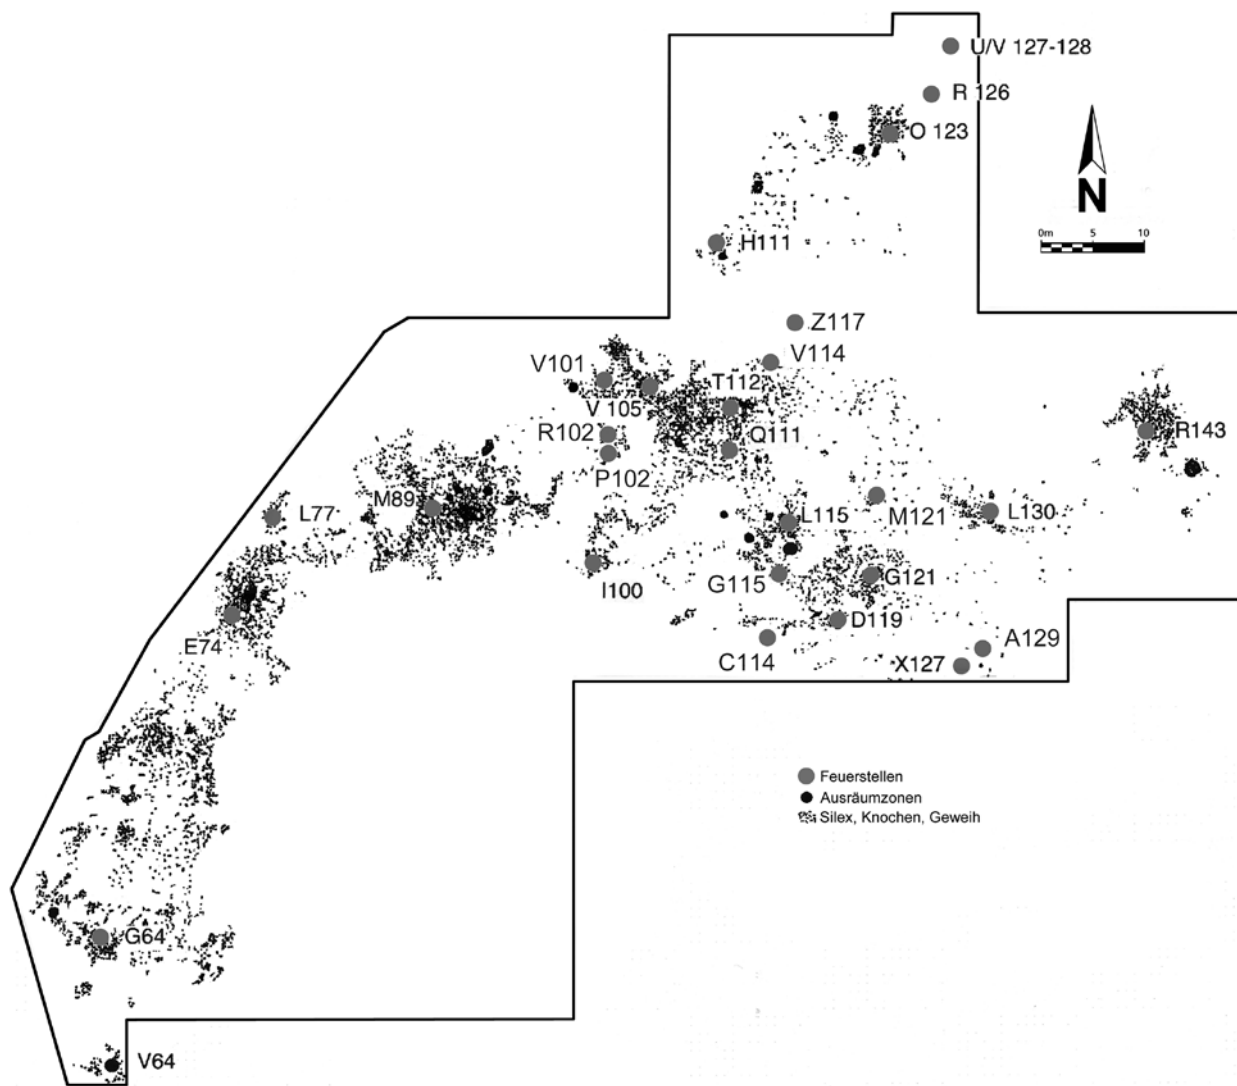 U/V 127-128
R 126
O 123
N
0m 5 10
H111
Z117
V114
V101
T112
V 105
R102
Q111
R143
P102
M89
L77
L115
M121
L130
I100
G115
G121
D119
E74
C114
A129
X127
Feuerstellen
Ausräumzonen
Silex, Knochen, Geweih
G64
V64